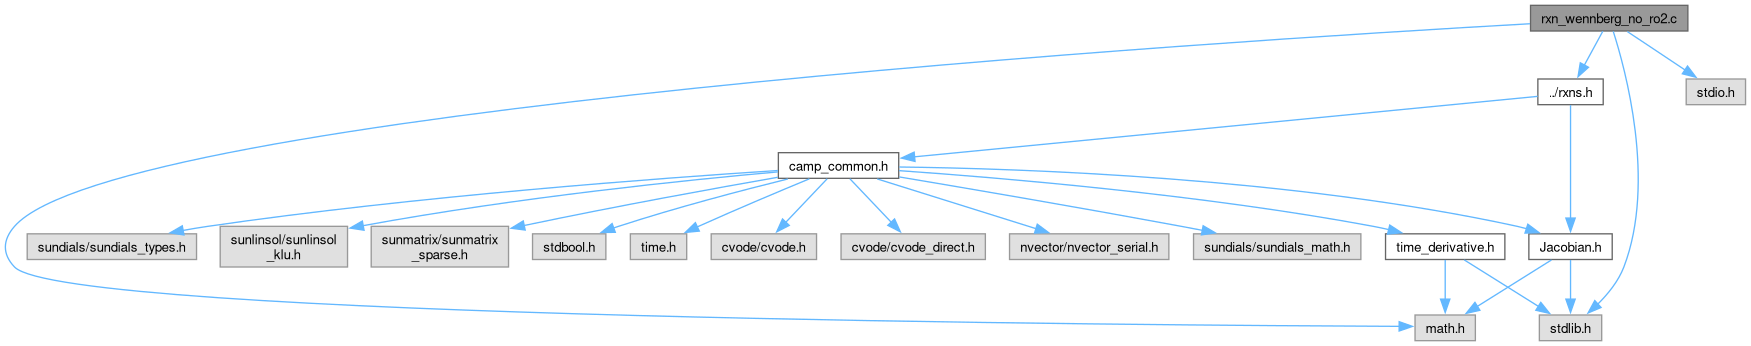 rxn_wennberg_no_ro2.c
../rxns.h
stdio.h
camp_common.h
sundials/sundials_types.h
sunlinsol/sunlinsol
_klu.h
sunmatrix/sunmatrix
_sparse.h
stdbool.h
time.h
cvode/cvode.h
cvode/cvode_direct.h
nvector/nvector_serial.h
sundials/sundials_math.h
time_derivative.h
Jacobian.h
math.h
stdlib.h